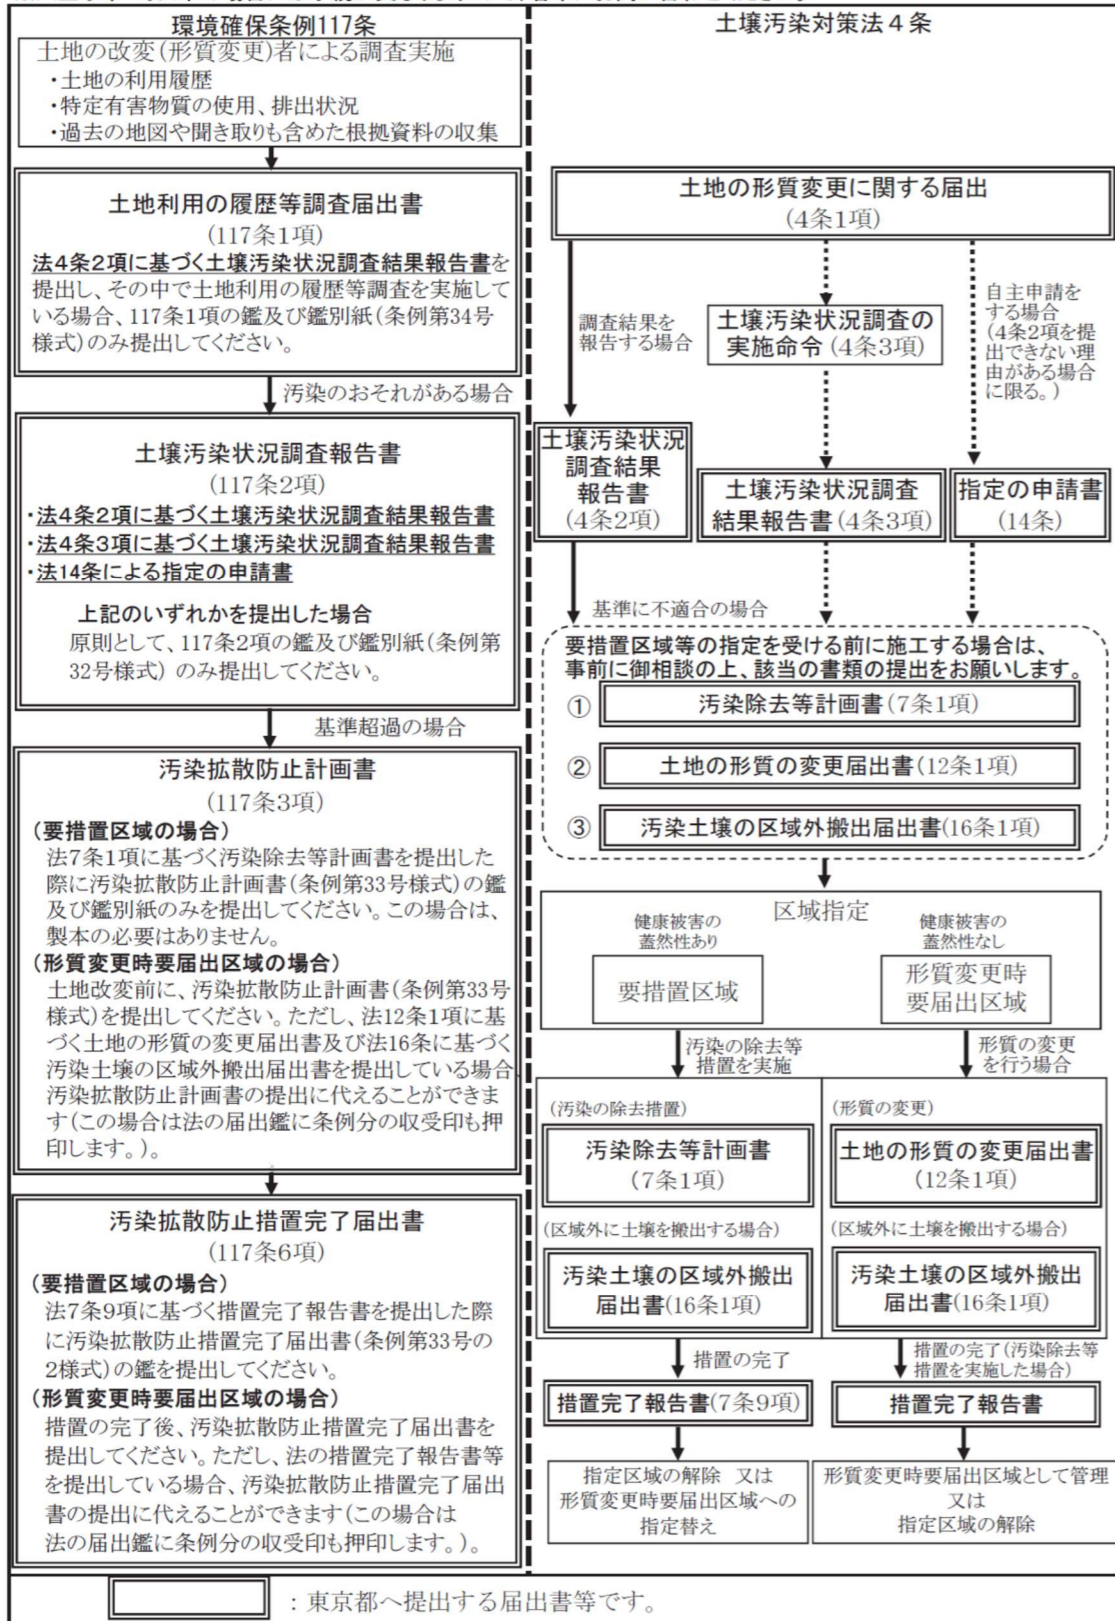 環境確保条例117条
土地の改変(形質変更)者による調査実施
・土地の利用履歴
・特定有害物質の使用、排出状況
・過去の地図や聞き取りも含めた根拠資料の収集
土地利用の履歴等調査届出書
(117条1項)
法4条2項に基づく土壌汚染状況調査結果報告書を
提出し、その中で土地利用の履歴等調査を実施して
いる場合、117条1項の鑑及び鑑別紙(条例第34号
様式)のみ提出してください。
汚染のおそれがある場合
土壌汚染状況調査報告書
(117条2項)
・法4条2項に基づく土壌汚染状況調査結果報告書
・法4条3項に基づく土壌汚染状況調査結果報告書
・法14条による指定の申請書
上記のいずれかを提出した場合
原則として、117条2項の鑑及び鑑別紙(条例第
32号様式) のみ提出してください。
基準超過の場合
汚染拡散防止計画書
(117条3項)
(要措置区域の場合)
法7条1項に基づく汚染除去等計画書を提出した
際に汚染拡散防止計画書(条例第33号様式)の鑑
及び鑑別紙のみを提出してください。この場合は、
製本の必要はありません。
(形質変更時要届出区域の場合)
土地改変前に、汚染拡散防止計画書(条例第33号
様式)を提出してください。ただし、法12条1項に基
づく土地の形質の変更届出書及び法16条に基づく
汚染土壌の区域外搬出届出書を提出している場合、
汚染拡散防止計画書の提出に代えることができま
す(この場合は法の届出鑑に条例分の収受印も押
印します。)。
汚染拡散防止措置完了届出書
(117条6項)
(要措置区域の場合)
法7条9項に基づく措置完了報告書を提出した際
に汚染拡散防止措置完了届出書(条例第33号の
2様式)の鑑を提出してください。
(形質変更時要届出区域の場合)
措置の完了後、汚染拡散防止措置完了届出書を
提出してください。ただし、法の措置完了報告書等
を提出している場合、汚染拡散防止措置完了届出
書の提出に代えることができます(この場合は
法の届出鑑に条例分の収受印も押印します。)。
土壌汚染対策法4条
土地の形質変更に関する届出
(4条1項)
調査結果を
報告する場合
土壌汚染状況調査の
実施命令(4条3項)
自主申請を
する場合
(4条2項を提
出できない理
由がある場合
に限る。)
土壌汚染状況
調査結果
報告書
(4条2項)
土壌汚染状況調査
結果報告書(4条3項)
指定の申請書
(14条)
基準に不適合の場合
要措置区域等の指定を受ける前に施工する場合は、
事前に御相談の上、該当の書類の提出をお願いします。
① 汚染除去等計画書(7条1項)
② 土地の形質の変更届出書(12条1項)
③ 汚染土壌の区域外搬出届出書(16条1項)
区域指定
健康被害の
蓋然性あり
要措置区域
健康被害の
蓋然性なし
形質変更時
要届出区域
汚染の除去等
措置を実施
形質の変更
を行う場合
(汚染の除去措置)
汚染除去等計画書
(7条1項)
(区域外に土壌を搬出する場合)
汚染土壌の区域外搬出
届出書(16条1項)
(形質の変更)
土地の形質の変更届出書
(12条1項)
(区域外に土壌を搬出する場合)
汚染土壌の区域外搬出
届出書(16条1項)
措置の完了
措置の完了(汚染除去等
措置を実施した場合)
措置完了報告書(7条9項)
措置完了報告書
指定区域の解除 又は
形質変更時要届出区域への
指定替え
形質変更時要届出区域として管理
又は
指定区域の解除
:東京都へ提出する届出書等です。